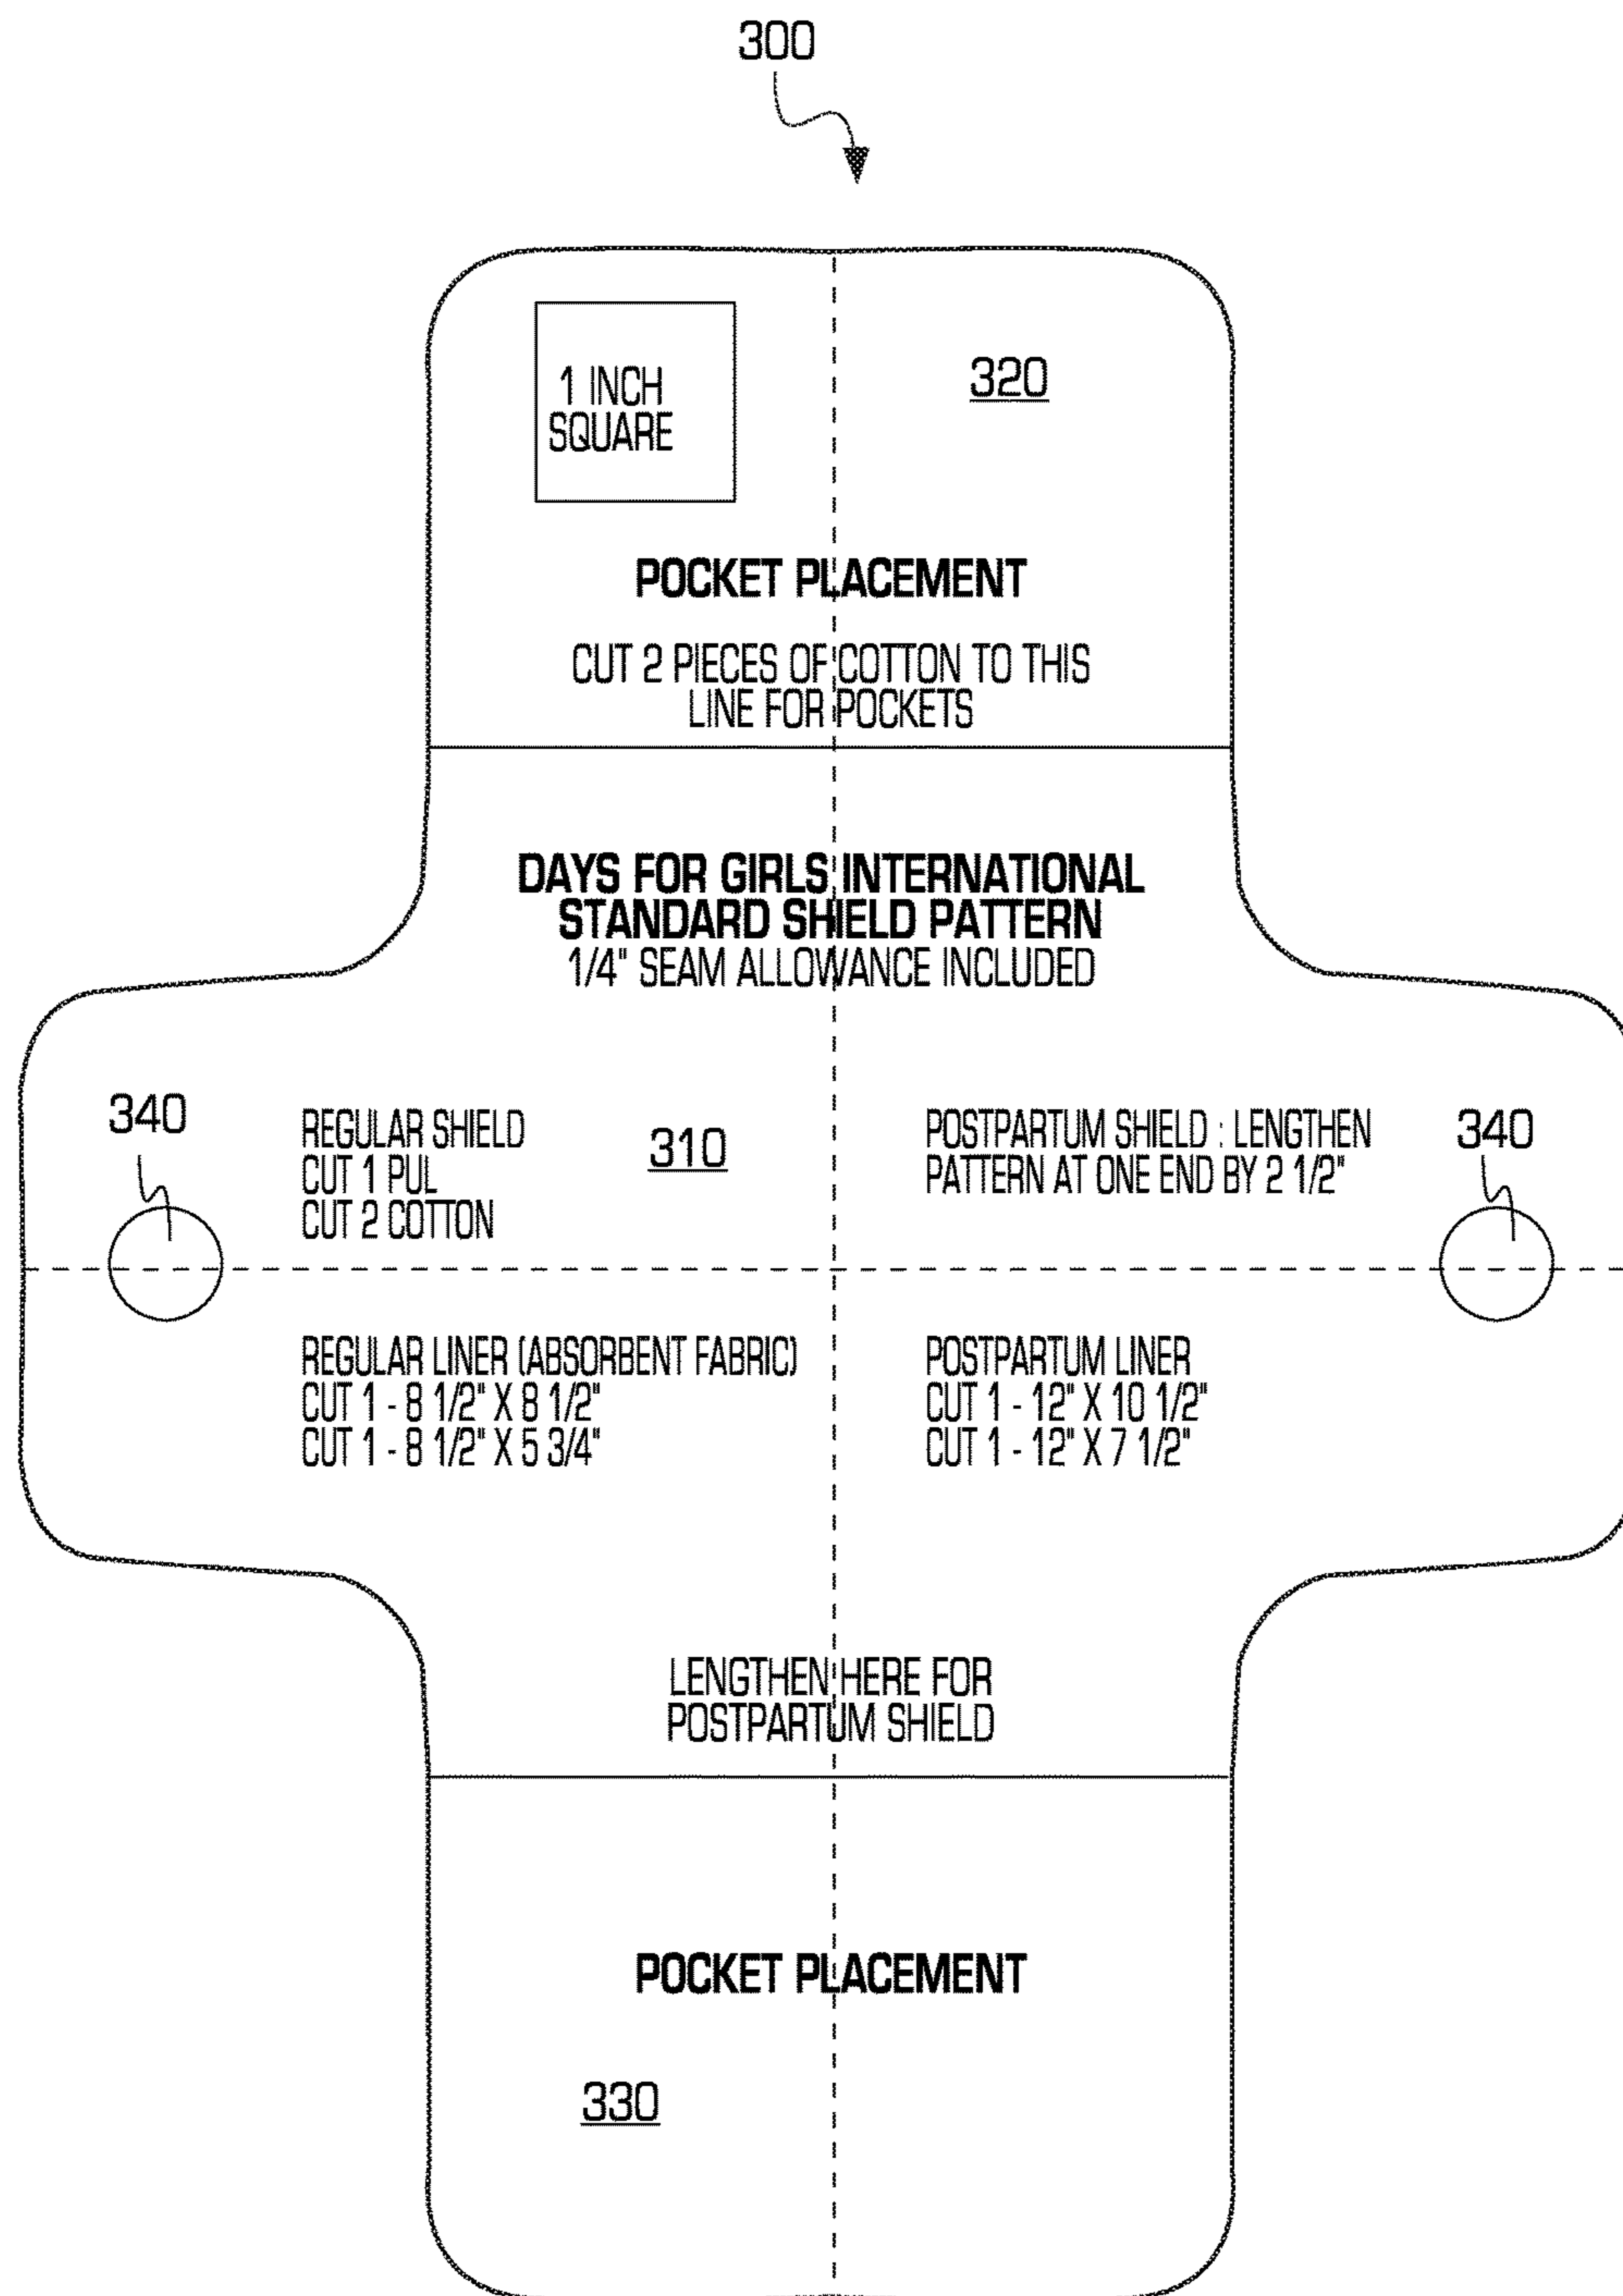 300
1 INCH
SQUARE
320
POCKET PLACEMENT
CUT 2 PIECES OF COTTON TO THIS
LINE FOR POCKETS
DAYS FOR GIRLS INTERNATIONAL
STANDARD SHIELD PATTERN
1/4" SEAM ALLOWANCE INCLUDED
340
REGULAR SHIELD
CUT 1 PUL
CUT 2 COTTON
310
POSTPARTUM SHIELD : LENGTHEN
PATTERN AT ONE END BY 2 1/2"
340
REGULAR LINER (ABSORBENT FABRIC)
CUT 1 - 8 1/2" X 8 1/2"
CUT 1 - 8 1/2" X 5 3/4"
POSTPARTUM LINER
CUT 1 - 12" X 10 1/2"
CUT 1 - 12" X 7 1/2"
LENGTHEN HERE FOR
POSTPARTUM SHIELD
POCKET PLACEMENT
330